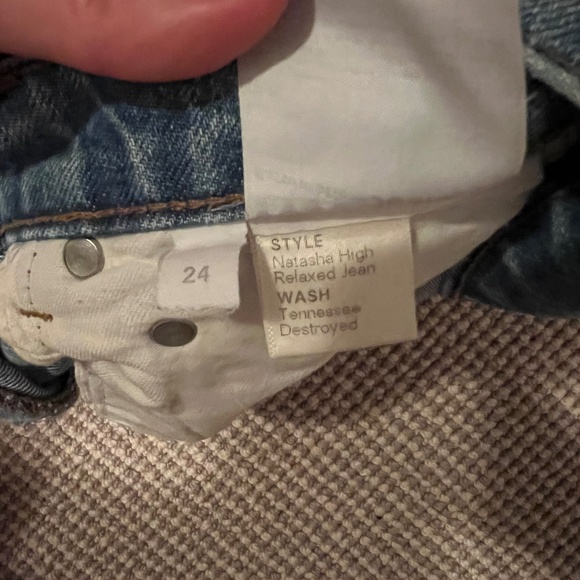 24
STYLE
Natasha High
Relaxed Jean
WASH
Tennessee
Destroyed